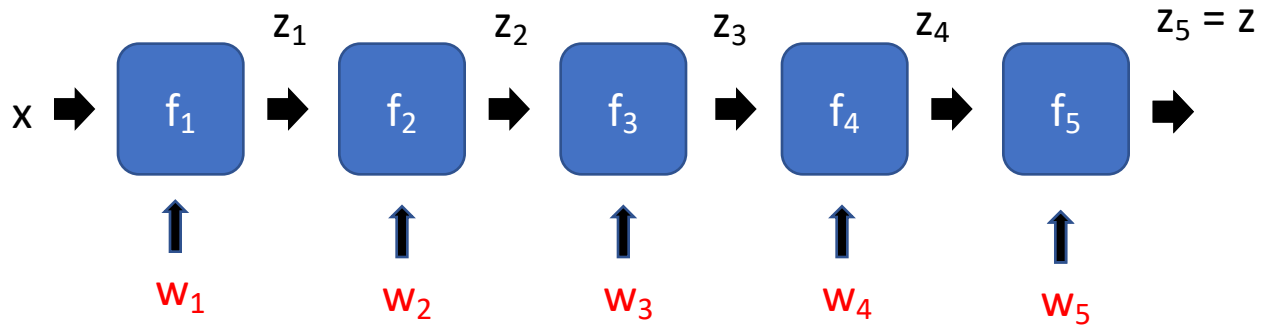 z₁ z₂ z₃ z₄ z₅ = z
x f₁ f₂ f₃ f₄ f₅
w₁ w₂ w₃ w₄ w₅